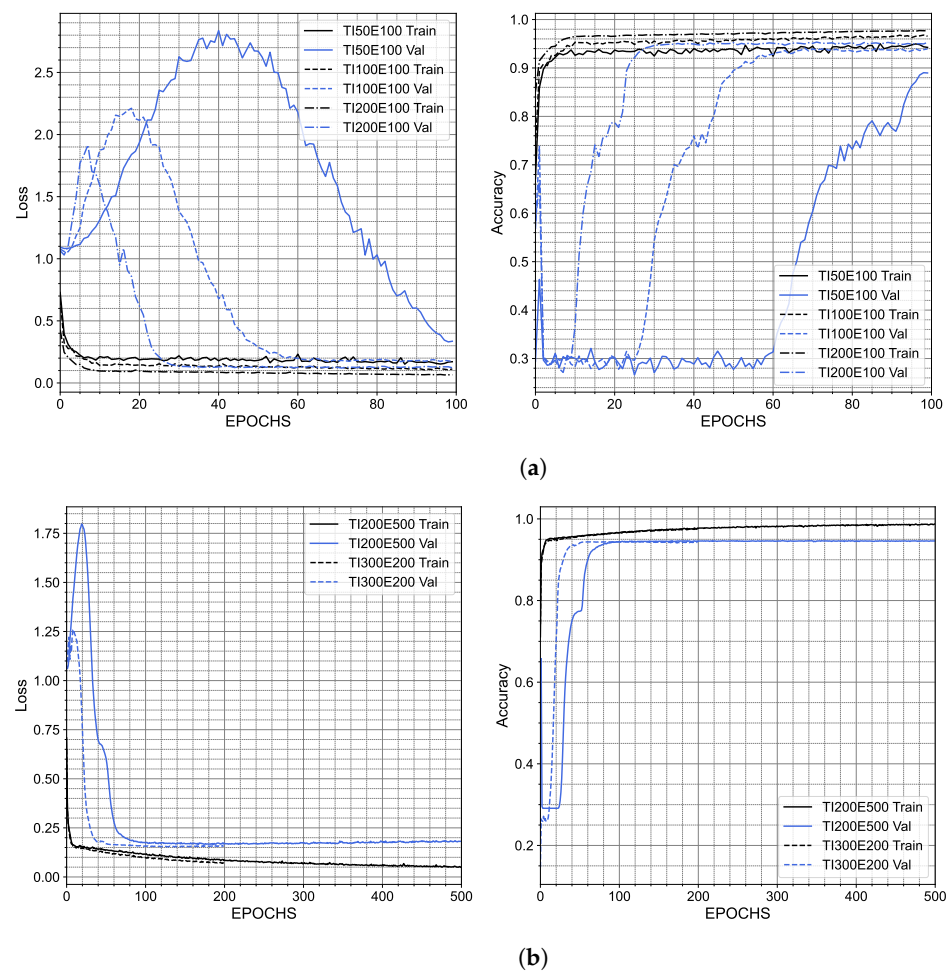 TI50E100 Train
TI50E100 Val
TI100E100 Train
TI100E100 Val
TI200E100 Train
TI200E100 Val
2.5
2.0
1.5
1.0
0.5
0.0
Loss
0 20 40 60 80 100
EPOCHS
1.0
0.9
0.8
0.7
0.6
0.5
0.4
0.3
Accuracy
TI50E100 Train
TI50E100 Val
TI100E100 Train
TI100E100 Val
TI200E100 Train
TI200E100 Val
0 20 40 60 80 100
EPOCHS
(a)
TI200E500 Train
TI200E500 Val
TI300E200 Train
TI300E200 Val
1.75
1.50
1.25
1.00
0.75
0.50
0.25
0.00
Loss
0 100 200 300 400 500
EPOCHS
1.0
0.8
0.6
0.4
0.2
Accuracy
TI200E500 Train
TI200E500 Val
TI300E200 Train
TI300E200 Val
0 100 200 300 400 500
EPOCHS
(b)